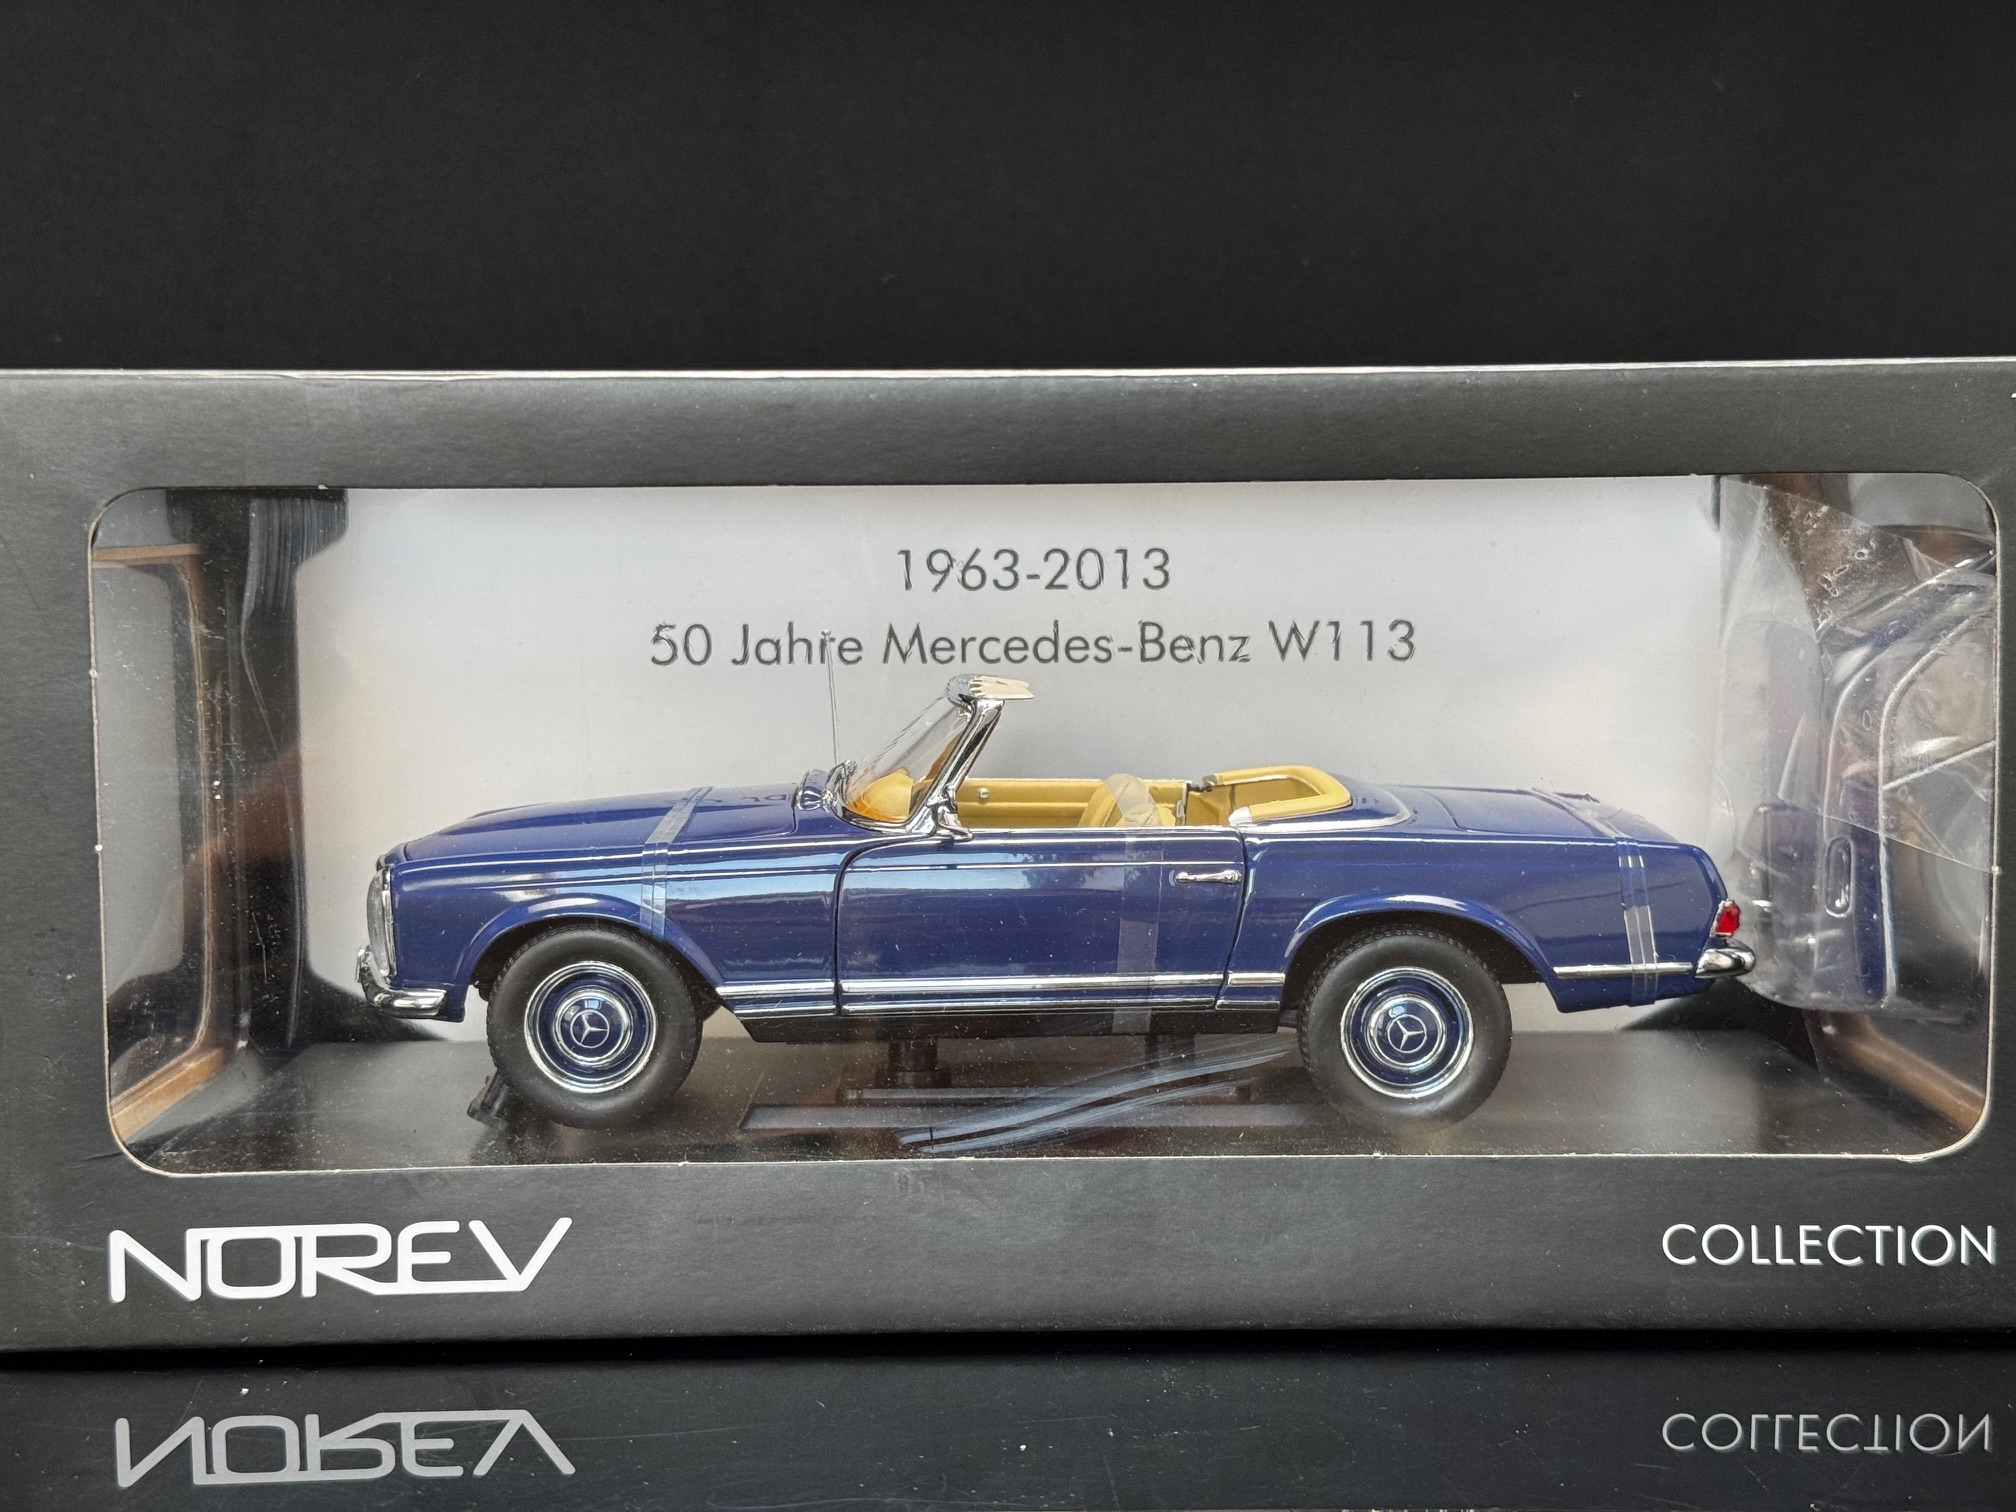 1963-2013
50 Jahre Mercedes-Benz W113
NOREV
COLLECTION